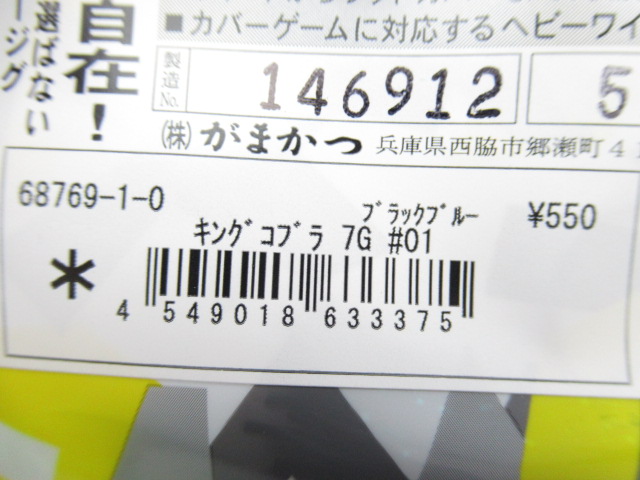 自在！
選ばない
ージグ
■カバーゲームに対応するヘビーワイ
製造No. 146912 5
(株)がまかつ 兵庫県西脇市郷瀬町4
68769-1-0
ﾌﾞﾗｯｸﾌﾞﾙｰ ¥550
ｷﾝｸﾞｺﾌﾞﾗ 7G #01
*
4 549018 633375